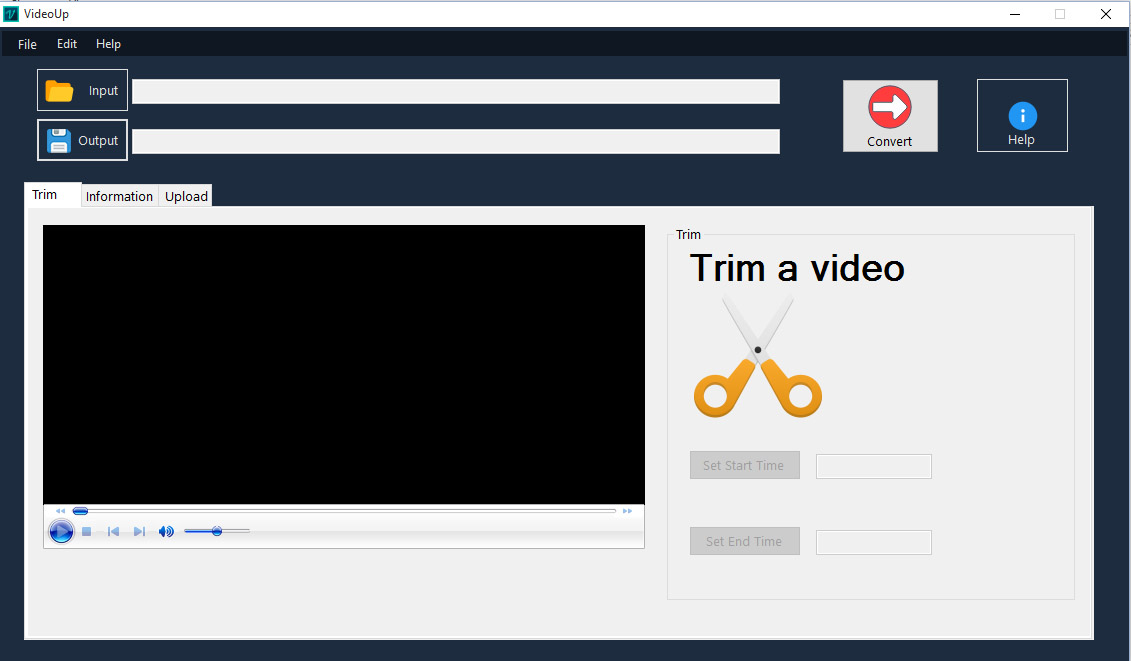 VideoUp
File Edit Help
Input
Output
Convert
Help
Trim Information Upload
Trim
Trim a video
Set Start Time
Set End Time